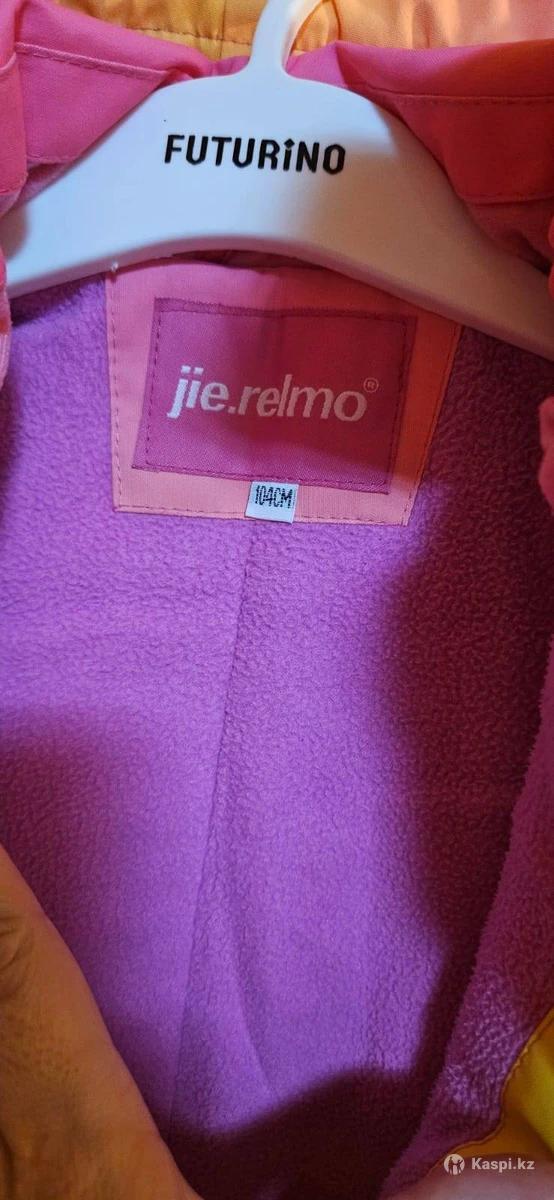 FUTURiNO
jie.relmo®
104CM
Kaspi.kz